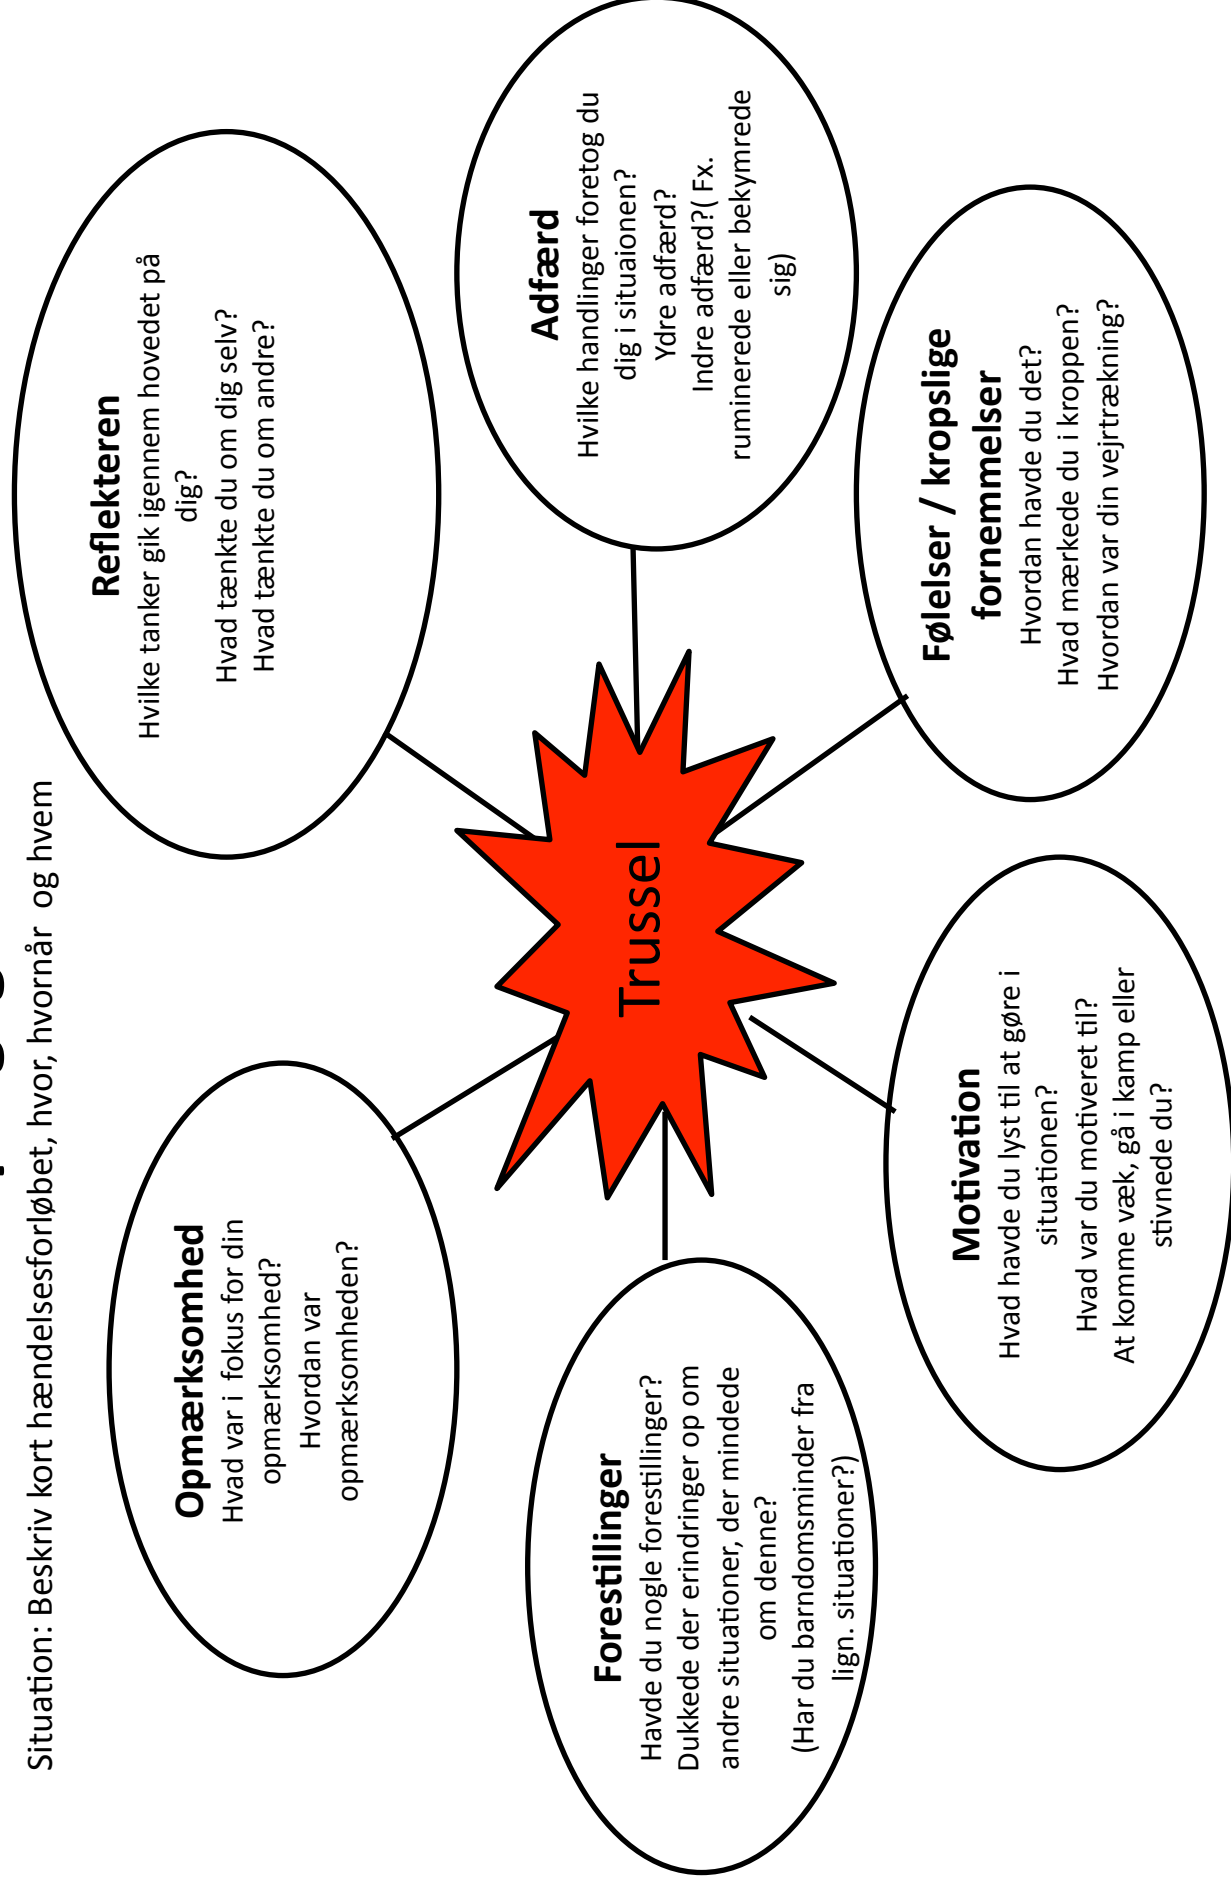 Situation: Beskriv kort hændelsesforløbet, hvor, hvornår og hvem
Opmærksomhed
Hvad var i fokus for din
opmærksomhed?
Hvordan var
opmærksomheden?
Reflekteren
Hvilke tanker gik igennem hovedet på
dig?
Hvad tænkte du om dig selv?
Hvad tænkte du om andre?
Forestillinger
Havde du nogle forestillinger?
Dukkede der erindringer op om
andre situationer, der mindede
om denne?
(Har du barndomsminder fra
lign. situationer?)
Trussel
Adfærd
Hvilke handlinger foretog du
dig i situaionen?
Ydre adfærd?
Indre adfærd?( Fx.
ruminerede eller bekymrede
sig)
Motivation
Hvad havde du lyst til at gøre i
situationen?
Hvad var du motiveret til?
At komme væk, gå i kamp eller
stivnede du?
Følelser / kropslige
fornemmelser
Hvordan havde du det?
Hvad mærkede du i kroppen?
Hvordan var din vejrtrækning?